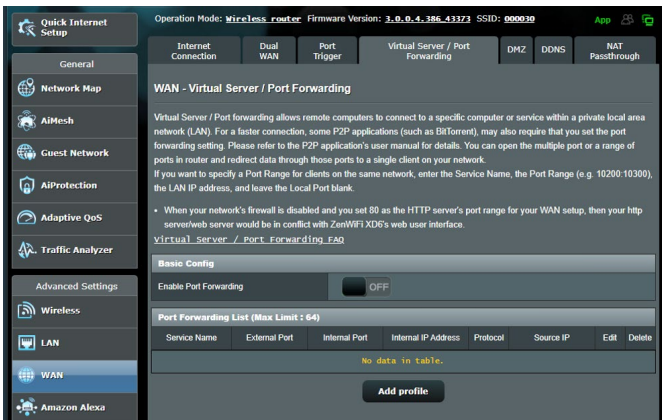 Quick Internet
Setup
Operation Mode: Wireless router Firmware Version: 3.0.0.4.386_43373 SSID: 000030
App
General
Network Map
AiMesh
Guest Network
AiProtection
Adaptive QoS
Traffic Analyzer
Advanced Settings
Wireless
LAN
WAN
Amazon Alexa
Internet
Connection
Dual
WAN
Port
Trigger
Virtual Server / Port
Forwarding
DMZ
DDNS
NAT
Passthrough
WAN - Virtual Server / Port Forwarding
Virtual Server / Port forwarding allows remote computers to connect to a specific computer or service within a private local area
network (LAN). For a faster connection, some P2P applications (such as BitTorrent), may also require that you set the port
forwarding setting. Please refer to the P2P application's user manual for details. You can open the multiple port or a range of
ports in router and redirect data through those ports to a single client on your network.
If you want to specify a Port Range for clients on the same network, enter the Service Name, the Port Range (e.g. 10200:10300),
the LAN IP address, and leave the Local Port blank.
• When your network's firewall is disabled and you set 80 as the HTTP server's port range for your WAN setup, then your http
server/web server would be in conflict with ZenWiFi XD6's web user interface.
Virtual Server / Port Forwarding FAQ
Basic Config
Enable Port Forwarding OFF
Port Forwarding List (Max Limit : 64)
Service Name External Port Internal Port Internal IP Address Protocol Source IP Edit Delete
No data in table.
Add profile